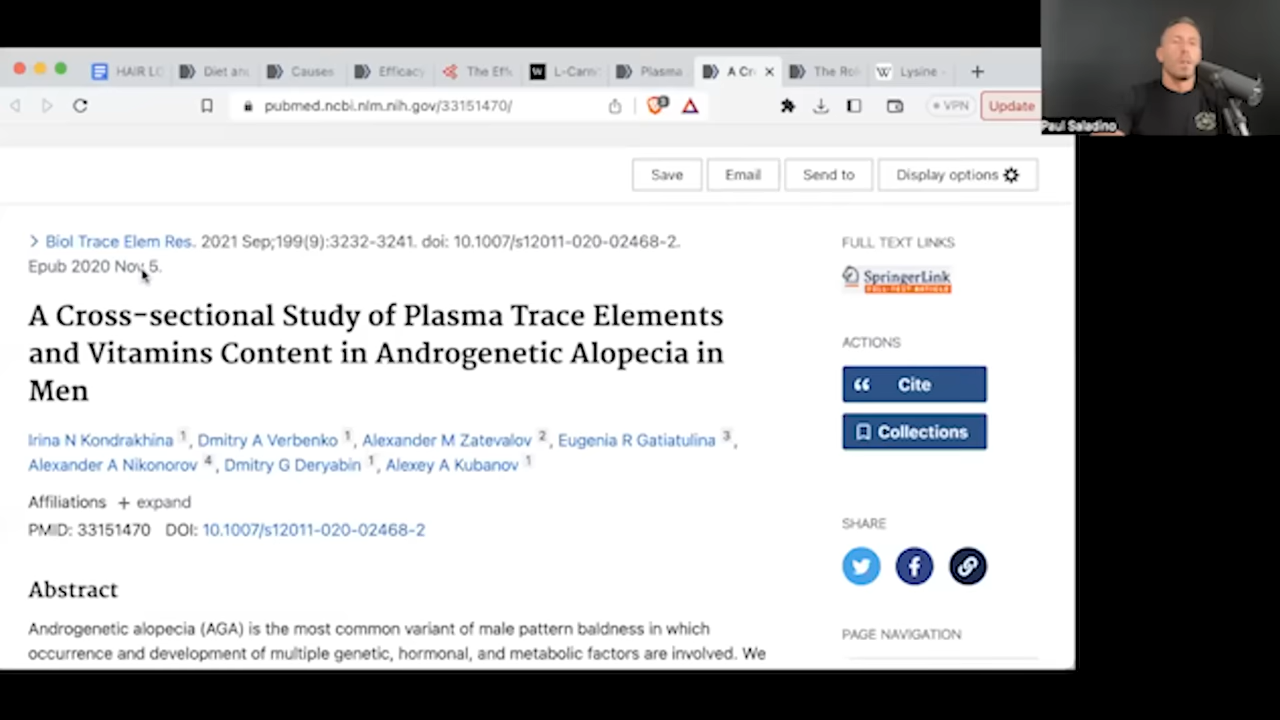 HAIR LO
Diet an
Causes
Efficac
The Eff
L-Carn
Plasma
A Cr
The Rol
Lysine -
pubmed.ncbi.nlm.nih.gov/33151470/
VPN
Update
Paul Saladino
Save
Email
Send to
Display options
Biol Trace Elem Res. 2021 Sep;199(9):3232-3241. doi: 10.1007/s12011-020-02468-2.
Epub 2020 Nov 5.
A Cross-sectional Study of Plasma Trace Elements
and Vitamins Content in Androgenetic Alopecia in
Men
Irina N Kondrakhina 1, Dmitry A Verbenko 1, Alexander M Zatevalov 2, Eugenia R Gatiatulina 3,
Alexander A Nikonorov 4, Dmitry G Deryabin 1, Alexey A Kubanov 1
Affiliations + expand
PMID: 33151470 DOI: 10.1007/s12011-020-02468-2
Abstract
Androgenetic alopecia (AGA) is the most common variant of male pattern baldness in which
occurrence and development of multiple genetic, hormonal, and metabolic factors are involved. We
FULL TEXT LINKS
SpringerLink
FULL-TEXT ARTICLE
ACTIONS
Cite
Collections
SHARE
PAGE NAVIGATION